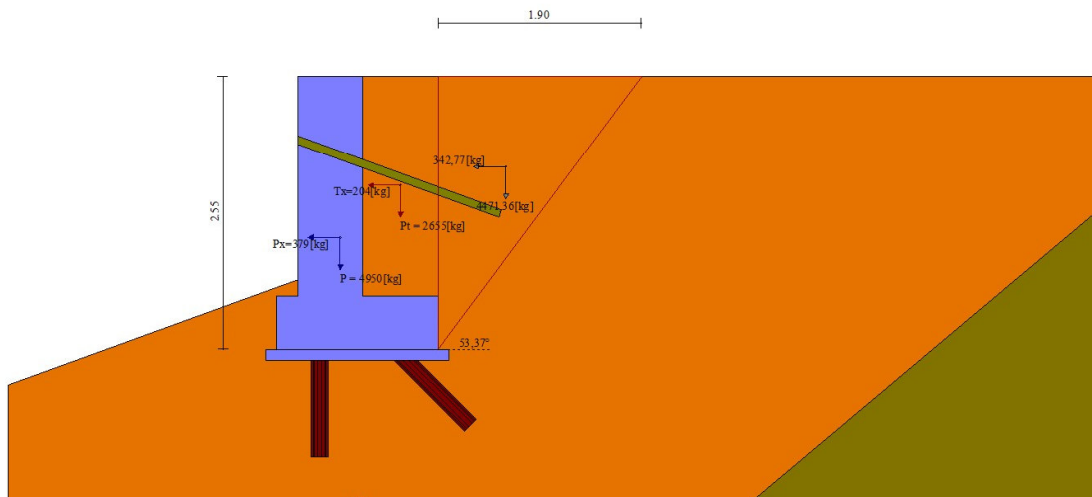 1.90
2.55
342,77[kg]
Tx=204[kg]
4471,36[kg]
Pt = 2655[kg]
Px=379[kg]
P = 4950[kg]
53,37°